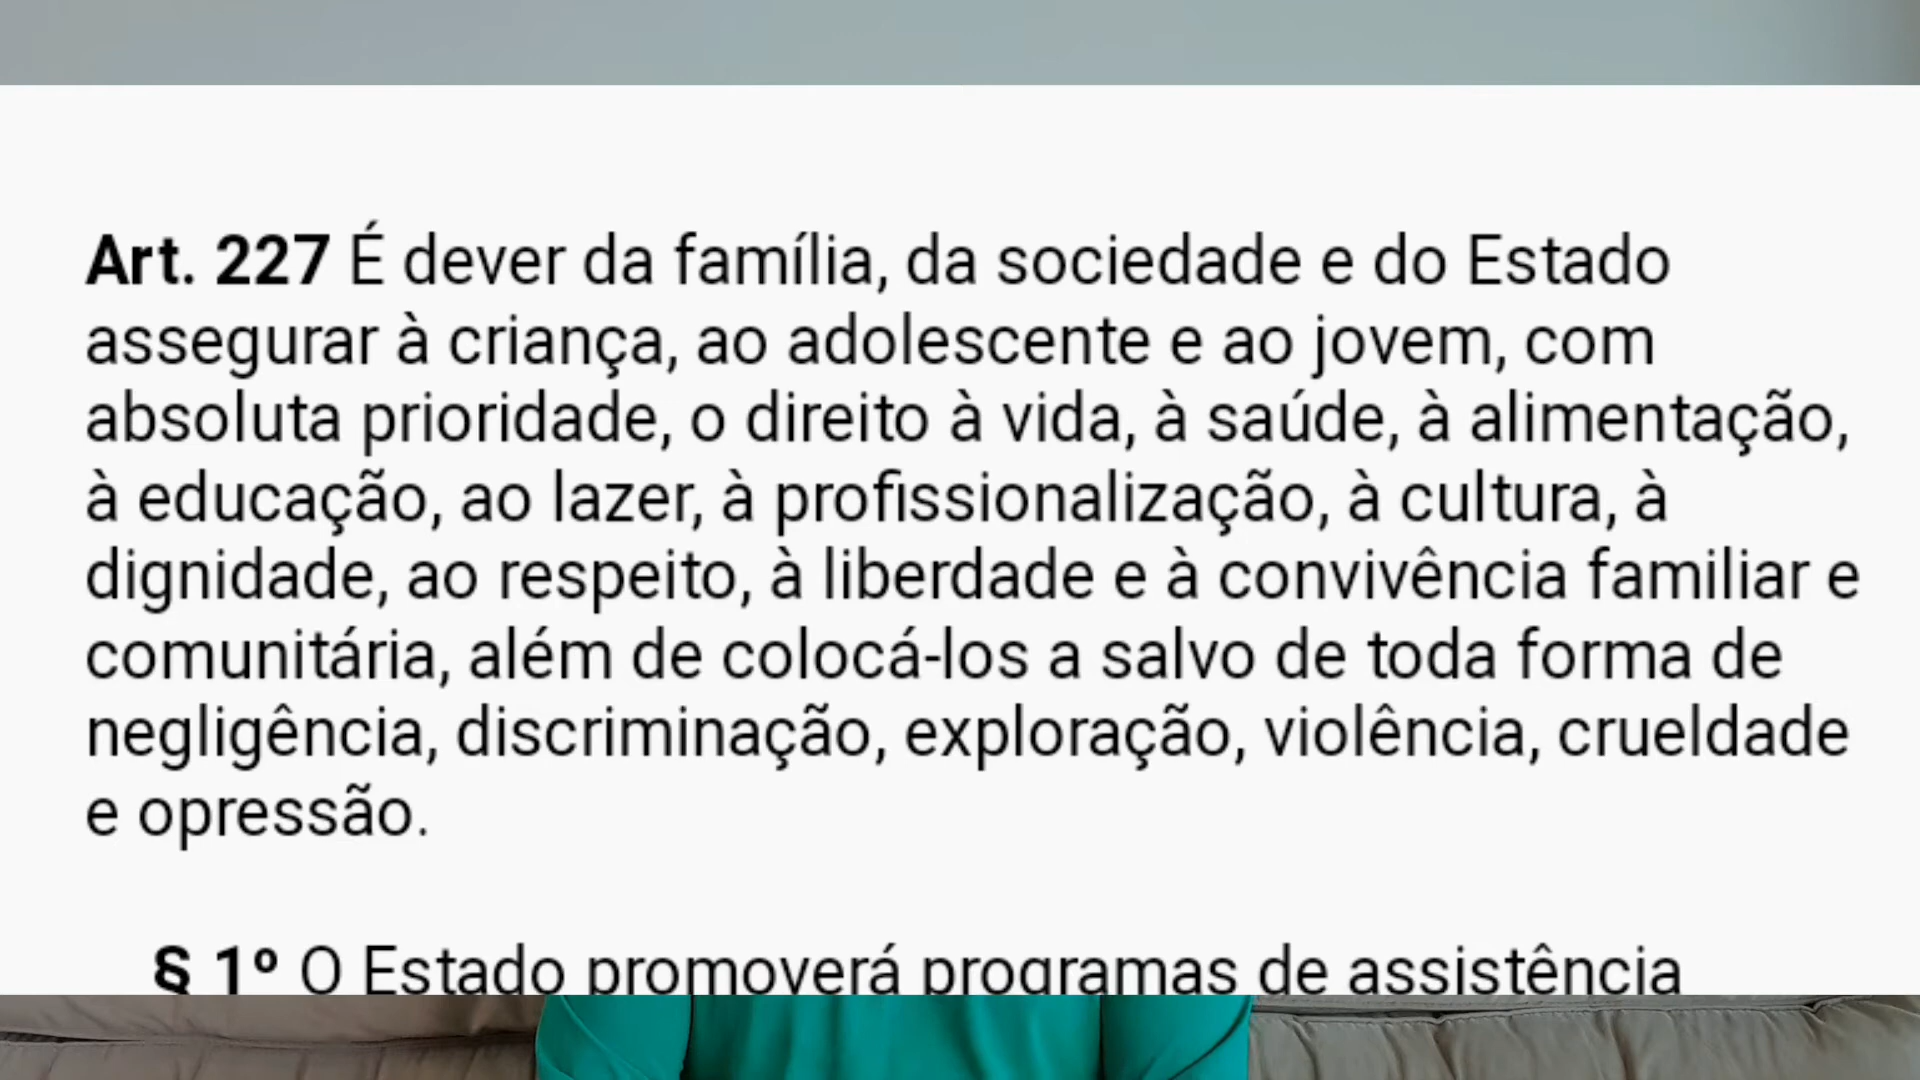 Art. 227 É dever da família, da sociedade e do Estado
assegurar à criança, ao adolescente e ao jovem, com
absoluta prioridade, o direito à vida, à saúde, à alimentação,
à educação, ao lazer, à profissionalização, à cultura, à
dignidade, ao respeito, à liberdade e à convivência familiar e
comunitária, além de colocá-los a salvo de toda forma de
negligência, discriminação, exploração, violência, crueldade
e opressão.
§ 1º O Estado promoverá programas de assistência